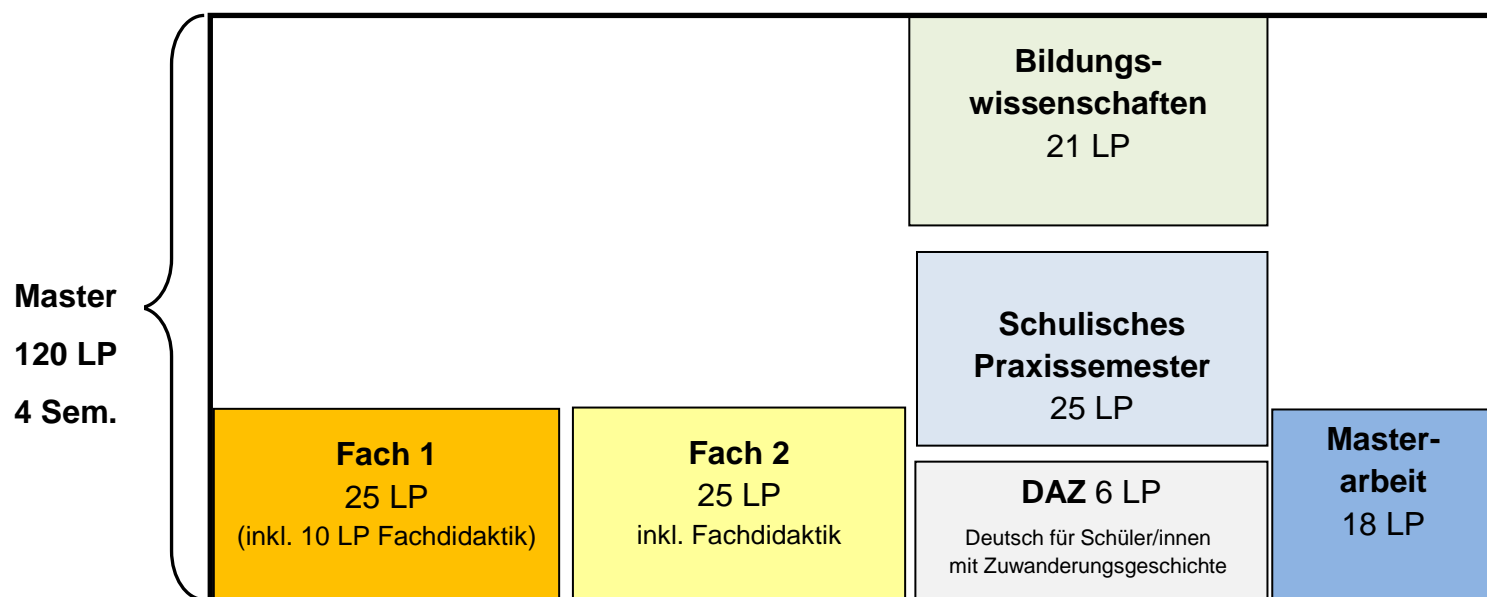 Master
120 LP
4 Sem.
Bildungs-
wissenschaften
21 LP
Schulisches
Praxissemester
25 LP
Fach 1
25 LP
(inkl. 10 LP Fachdidaktik)
Fach 2
25 LP
inkl. Fachdidaktik
DAZ 6 LP
Deutsch für Schüler/innen
mit Zuwanderungsgeschichte
Master-
arbeit
18 LP